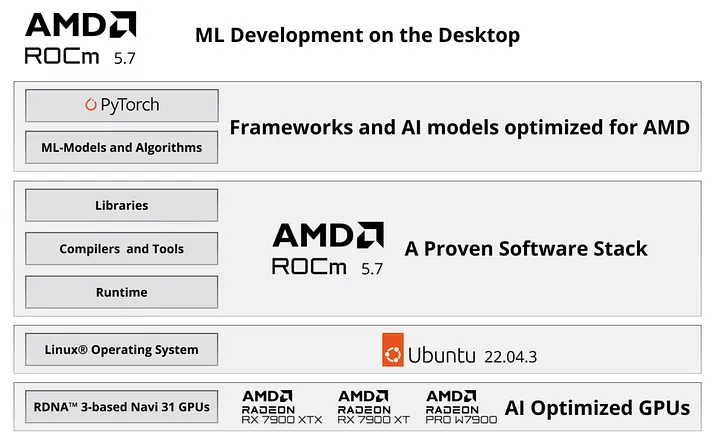 AMD
ROCm 5.7
ML Development on the Desktop
PyTorch
ML-Models and Algorithms
Frameworks and AI models optimized for AMD
Libraries
Compilers and Tools
Runtime
AMD
ROCm 5.7
A Proven Software Stack
Linux® Operating System
Ubuntu 22.04.3
RDNA™ 3-based Navi 31 GPUs
AMD
RADEON
RX 7900 XTX
AMD
RADEON
RX 7900 XT
AMD
RADEON
PRO W7900
AI Optimized GPUs